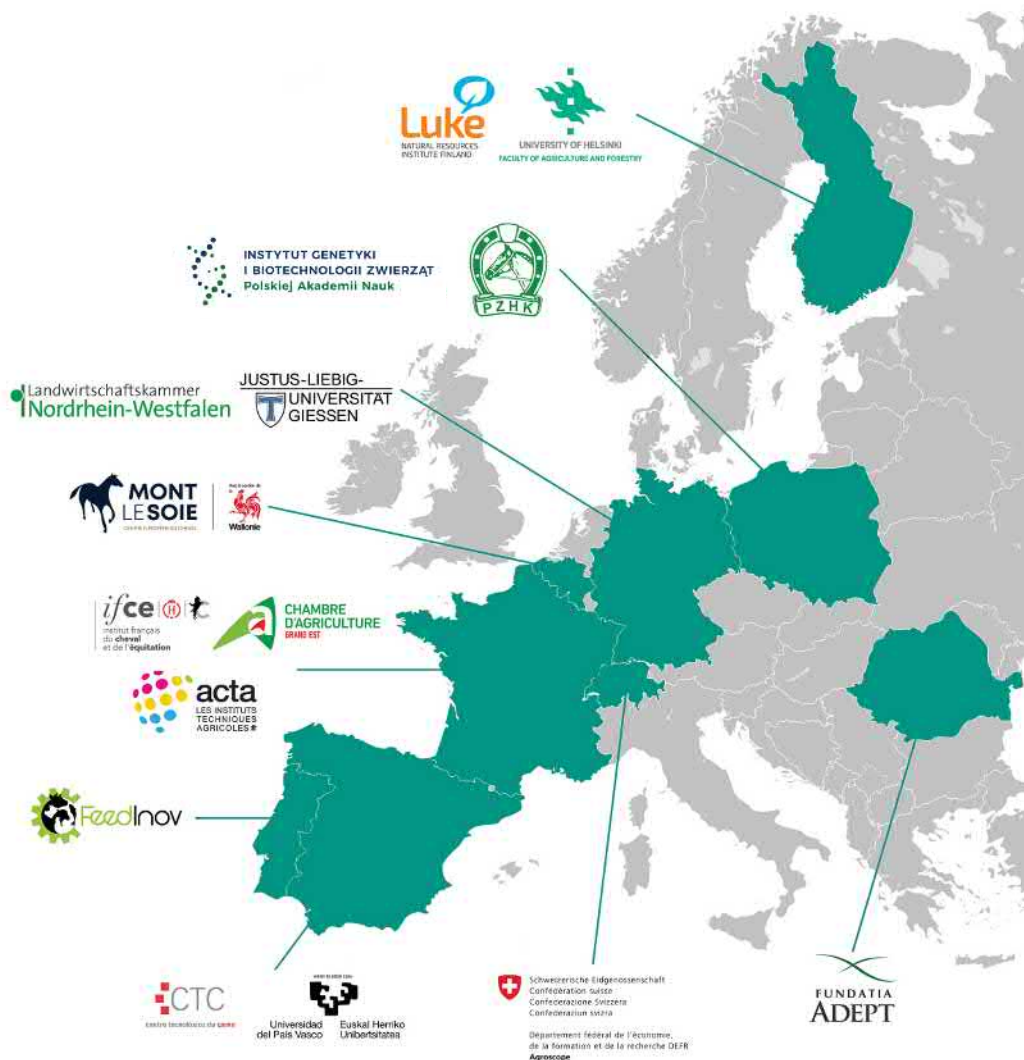 Luke
NATURAL RESOURCES
INSTITUTE FINLAND
UNIVERSITY OF HELSINKI
FACULTY OF AGRICULTURE AND FORESTRY
INSTYTUT GENETYKI
I BIOTECHNOLOGII ZWIERZĄT
Polskiej Akademii Nauk
PZHK
Landwirtschaftskammer
Nordrhein-Westfalen
JUSTUS-LIEBIG-
UNIVERSITÄT
GIESSEN
MONT
LE SOIE
Wallonie
ifce
institut français
du cheval
et de l'équitation
CHAMBRE
D'AGRICULTURE
GRAND EST
acta
LES INSTITUTS
TECHNIQUES
AGRICOLES
FeedInov
CTC
centro tecnológico da carne
Universidad
del País Vasco
Euskal Herriko
Unibertsitatea
Schweizerische Eidgenossenschaft
Confédération suisse
Confederazione Svizzera
Confederaziun svizra
Département fédéral de l'économie,
de la formation et de la recherche DEFR
Agroscope
FUNDATIA
ADEPT